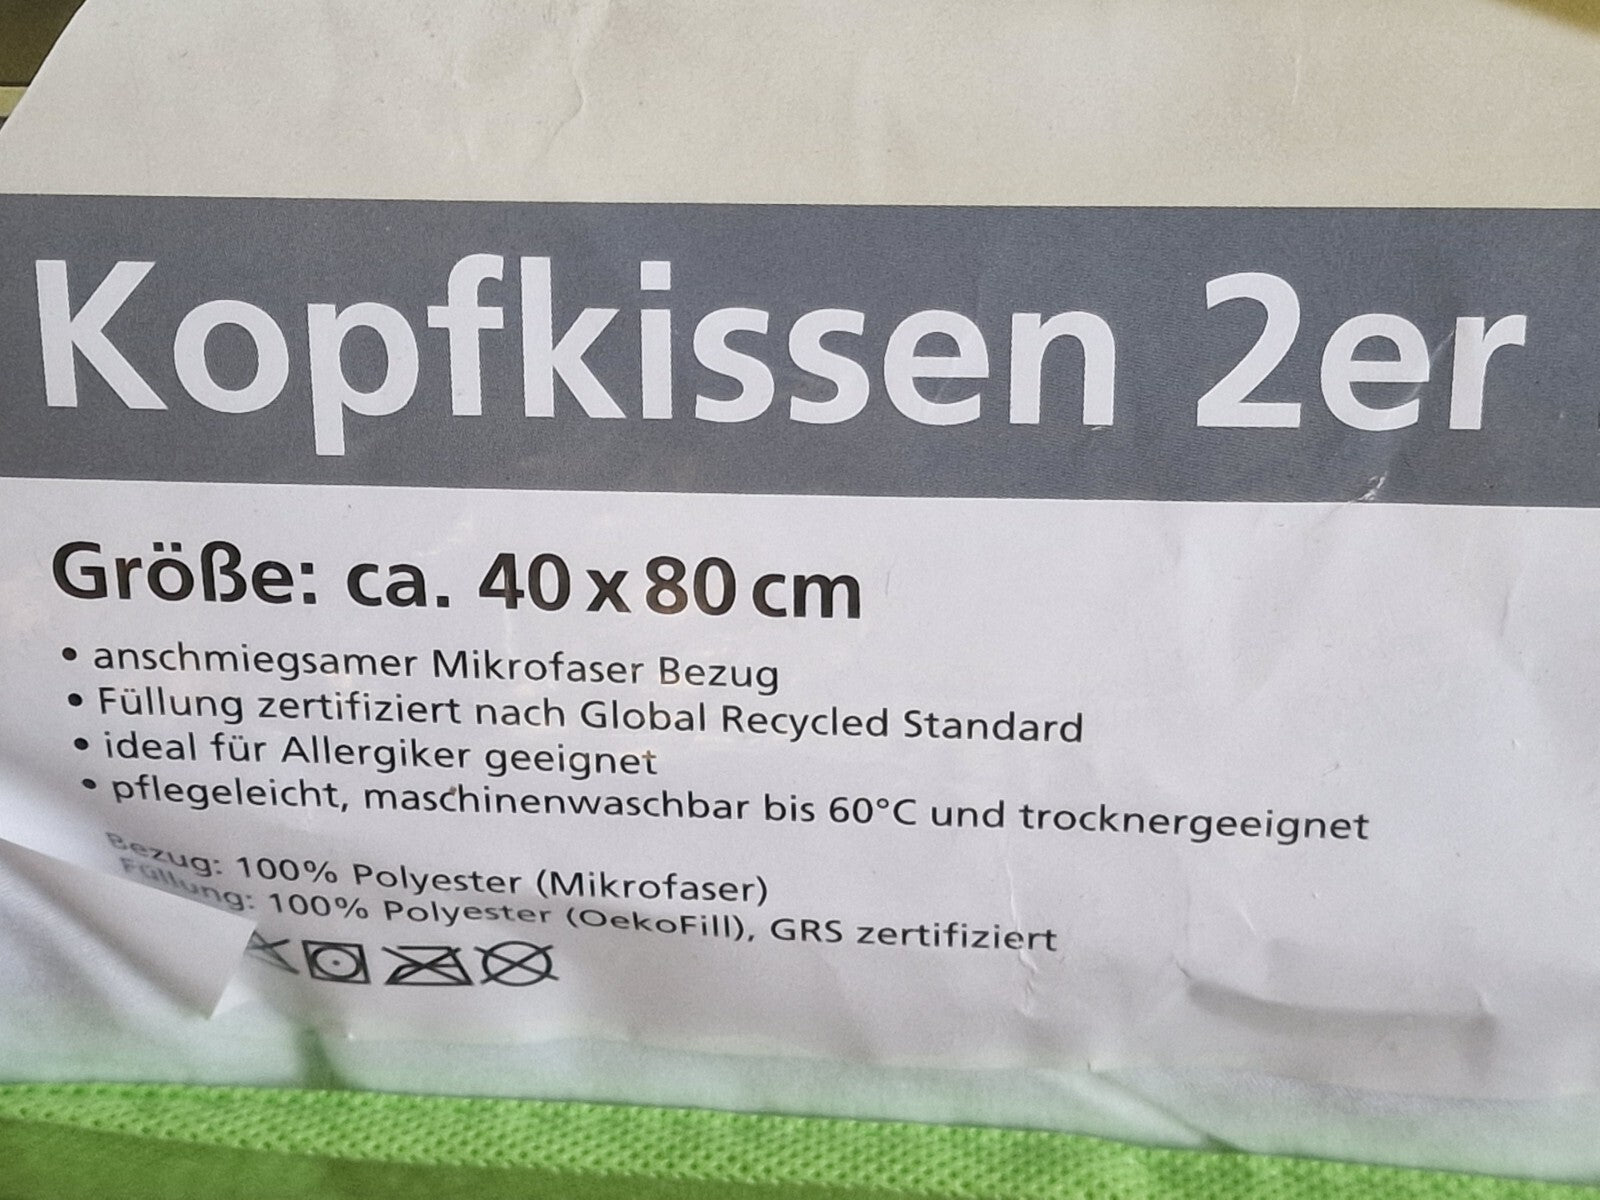 Kopfkissen 2er
Größe: ca. 40 x 80 cm
• anschmiegsamer Mikrofaser Bezug
• Füllung zertifiziert nach Global Recycled Standard
• ideal für Allergiker geeignet
• pflegeleicht, maschinenwaschbar bis 60°C und trocknergeeignet
Bezug: 100% Polyester (Mikrofaser)
Füllung: 100% Polyester (OekoFill), GRS zertifiziert